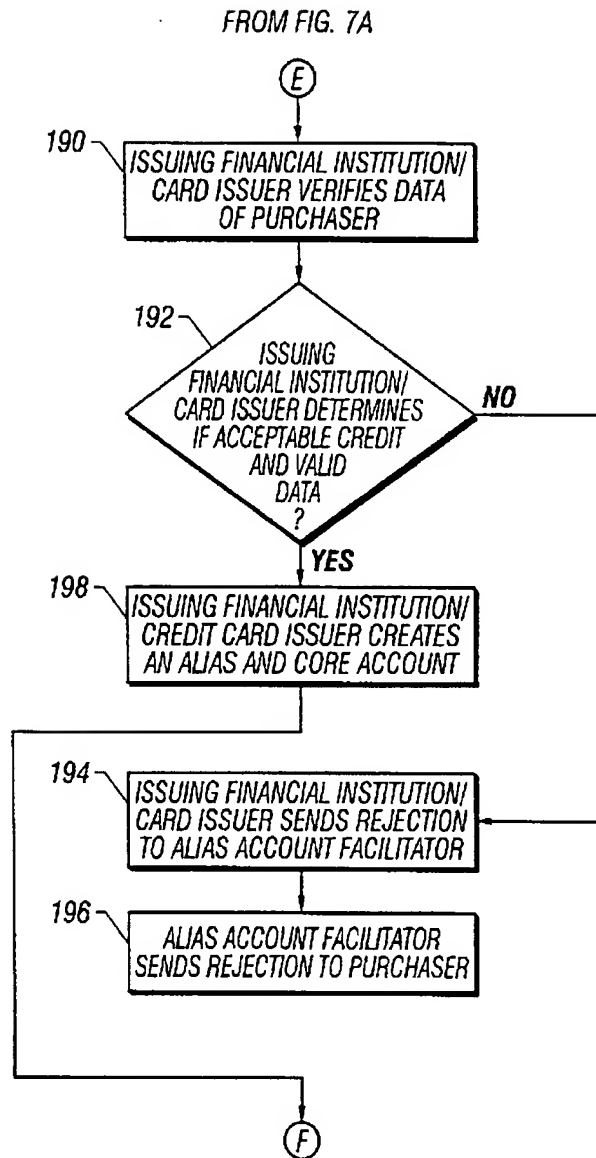 FROM FIG. 7A
E
190
ISSUING FINANCIAL INSTITUTION/
CARD ISSUER VERIFIES DATA
OF PURCHASER
192
ISSUING
FINANCIAL INSTITUTION/
CARD ISSUER DETERMINES
IF ACCEPTABLE CREDIT
AND VALID
DATA
?
NO
YES
198
ISSUING FINANCIAL INSTITUTION/
CREDIT CARD ISSUER CREATES
AN ALIAS AND CORE ACCOUNT
194
ISSUING FINANCIAL INSTITUTION/
CARD ISSUER SENDS REJECTION
TO ALIAS ACCOUNT FACILITATOR
196
ALIAS ACCOUNT FACILITATOR
SENDS REJECTION TO PURCHASER
F